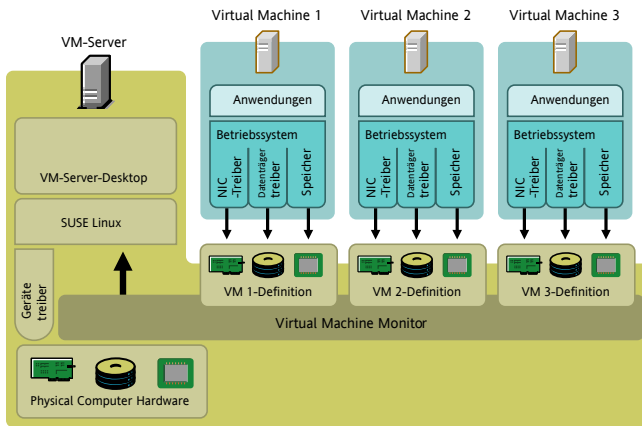 Virtual Machine 1
Virtual Machine 2
Virtual Machine 3
VM-Server
Anwendungen
Anwendungen
Anwendungen
Betriebssystem
Betriebssystem
Betriebssystem
NIC
-Treiber
Datenträger
treiber
Speicher
NIC
-Treiber
Datenträger
treiber
Speicher
NIC
-Treiber
Datenträger
treiber
Speicher
VM-Server-Desktop
SUSE Linux
Geräte
treiber
VM 1-Definition
VM 2-Definition
VM 3-Definition
Virtual Machine Monitor
Physical Computer Hardware